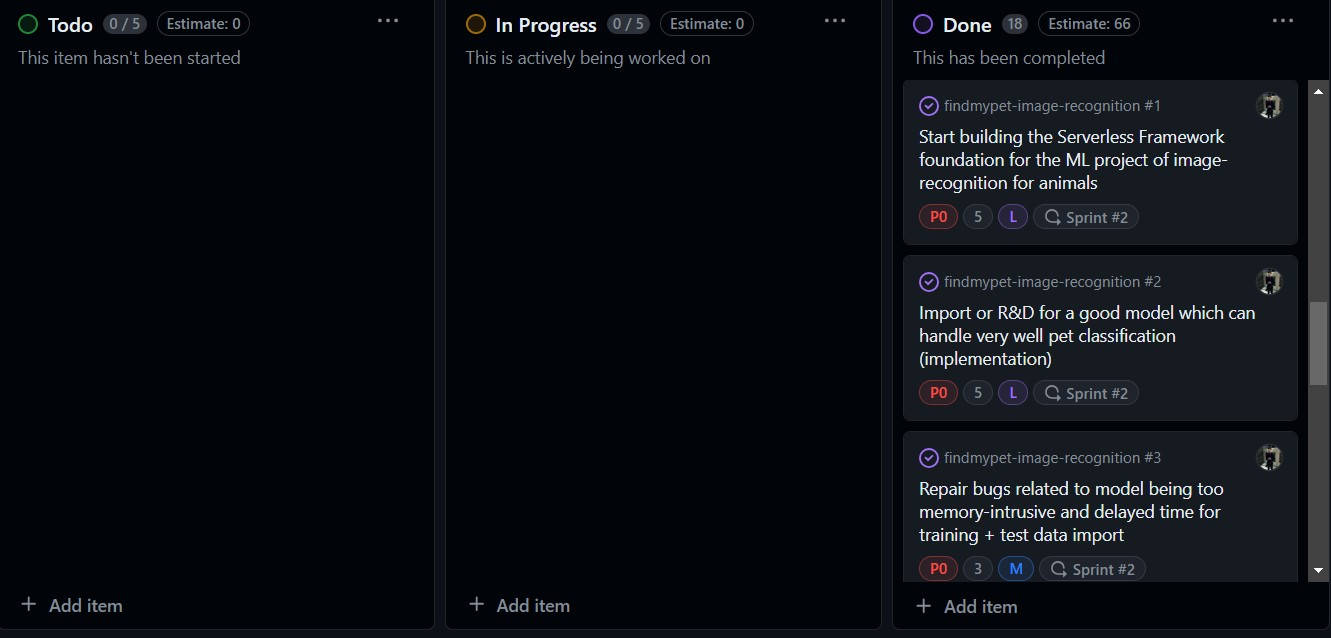 Todo 0 / 5 Estimate: 0
This item hasn't been started
Add item
In Progress 0 / 5 Estimate: 0
This is actively being worked on
Add item
Done 18 Estimate: 66
This has been completed
findmypet-image-recognition #1
Start building the Serverless Framework
foundation for the ML project of image-
recognition for animals
P0 5 L Sprint #2
findmypet-image-recognition #2
Import or R&D for a good model which can
handle very well pet classification
(implementation)
P0 5 L Sprint #2
findmypet-image-recognition #3
Repair bugs related to model being too
memory-intrusive and delayed time for
training + test data import
P0 3 M Sprint #2
Add item